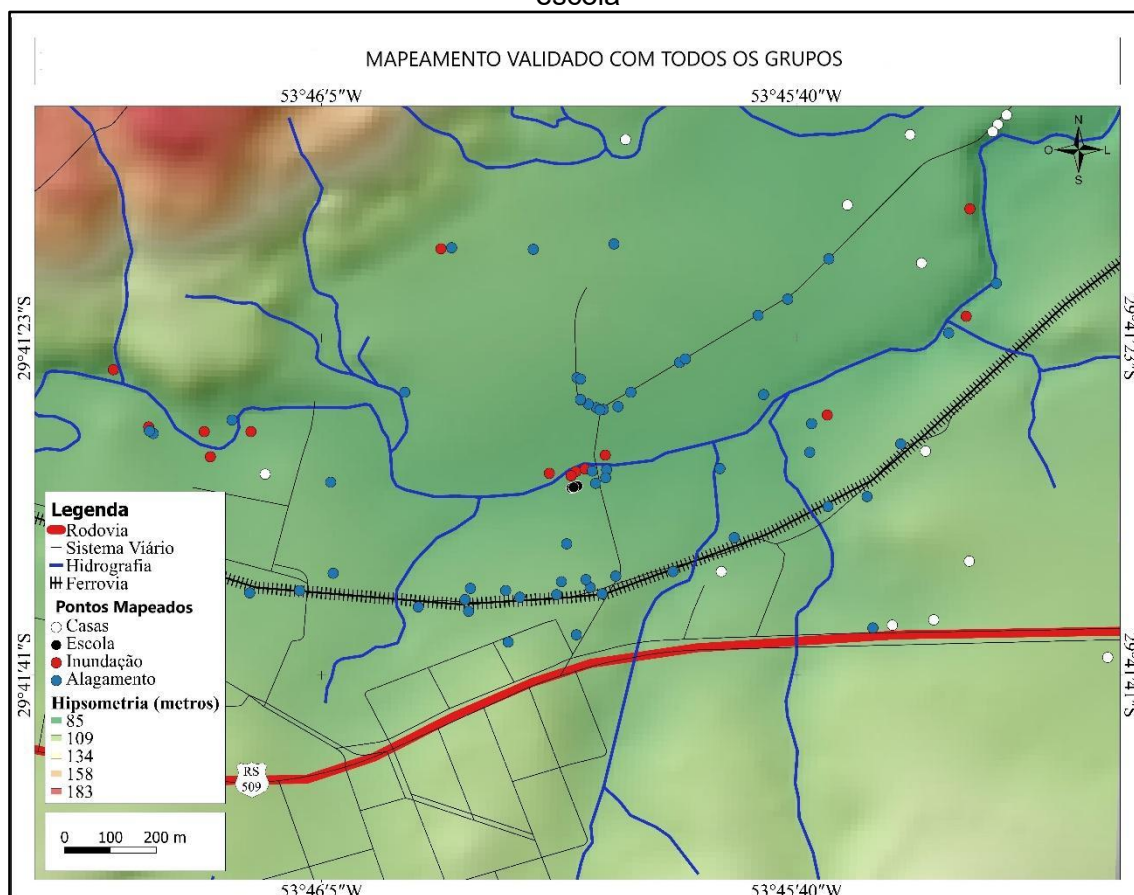 escola
MAPEAMENTO VALIDADO COM TODOS OS GRUPOS
53°46'5"W
53°45'40"W
N
O
L
S
29°41'23"S
29°41'23"S
Legenda
Rodovia
Sistema Viário
Hidrografia
Ferrovia
Pontos Mapeados
Casas
Escola
Inundação
Alagamento
Hipsometria (metros)
85
109
134
158
183
RS
509
29°41'41"S
29°41'41"S
0 100 200 m
53°46'5"W
53°45'40"W